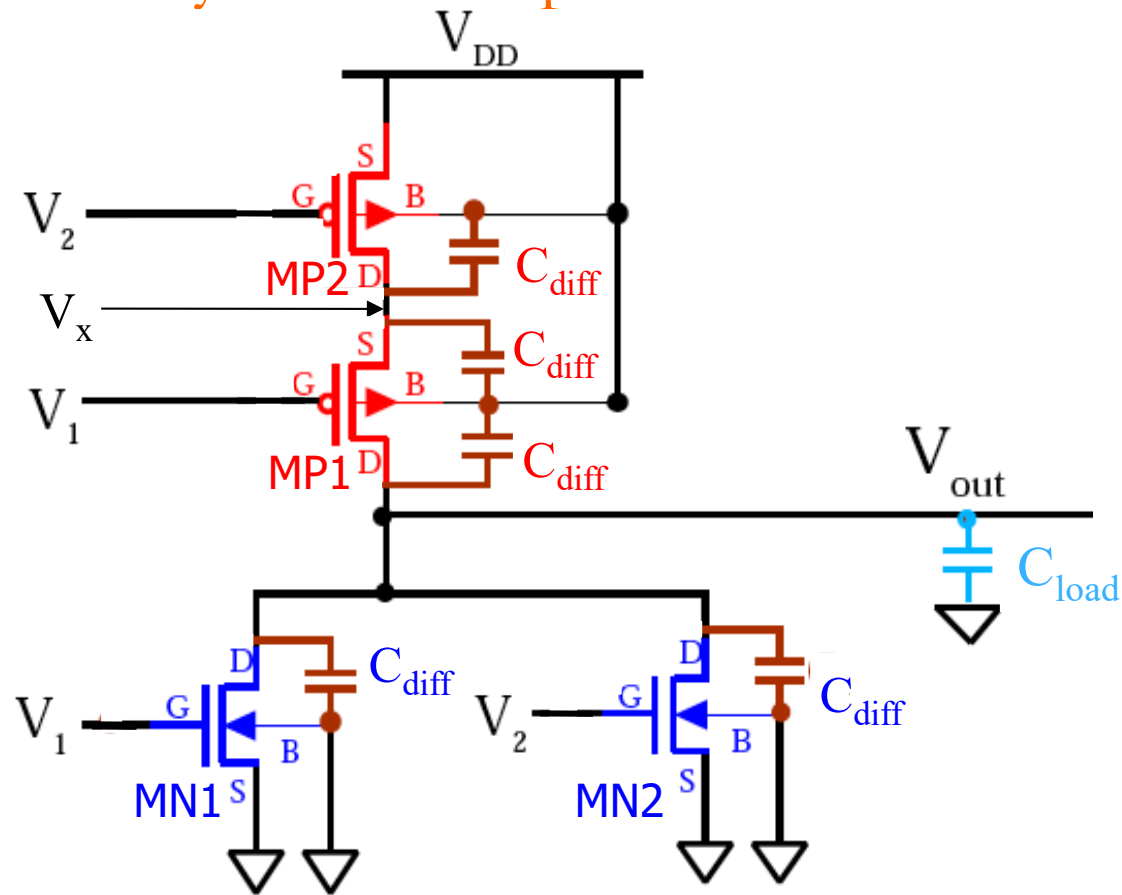 V_DD
S
G
B
V_2
MP2
D
C_diff
V_x
S
C_diff
G
B
V_1
MP1
D
C_diff
V_out
C_load
D
C_diff
D
V_1
G
V_2
G
C_diff
B
B
MN1
S
MN2
S